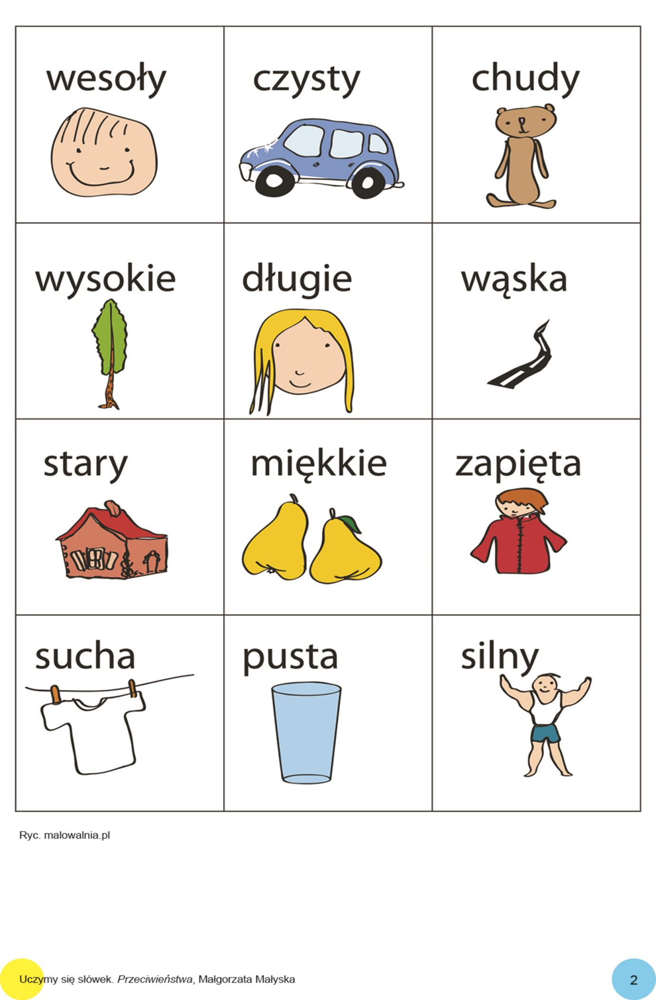 wesoły
czysty
chudy
wysokie
długie
wąska
stary
miękkie
zapięta
sucha
pusta
silny
Ryc. malowalnia.pl
Uczymy się słówek. Przeciwieństwa, Małgorzata Małyska
2